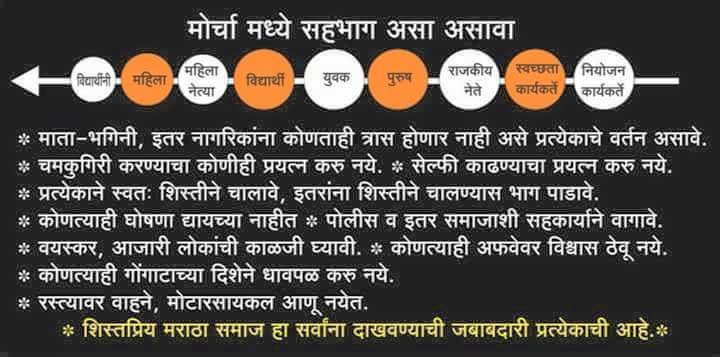 मोर्चा मध्ये सहभाग असा असावा
विद्यार्थीनी महिला महिला नेत्या विद्यार्थी युवक पुरुष राजकीय नेते स्वच्छता कार्यकर्ते नियोजन कार्यकर्ते
* माता-भगिनी, इतर नागरिकांना कोणताही त्रास होणार नाही असे प्रत्येकाचे वर्तन असावे.
* चमकुगिरी करण्याचा कोणीही प्रयत्न करु नये. * सेल्फी काढण्याचा प्रयत्न करु नये.
* प्रत्येकाने स्वतः शिस्तीने चालावे, इतरांना शिस्तीने चालण्यास भाग पाडावे.
* कोणत्याही घोषणा द्यायच्या नाहीत * पोलीस व इतर समाजाशी सहकार्याने वागावे.
* वयस्कर, आजारी लोकांची काळजी घ्यावी. * कोणत्याही अफवेवर विश्वास ठेवू नये.
* कोणत्याही गोंगाटाच्या दिशेने धावपळ करु नये.
* रस्त्यावर वाहने, मोटारसायकल आणू नयेत.
* शिस्तप्रिय मराठा समाज हा सर्वांना दाखवण्याची जबाबदारी प्रत्येकाची आहे.*